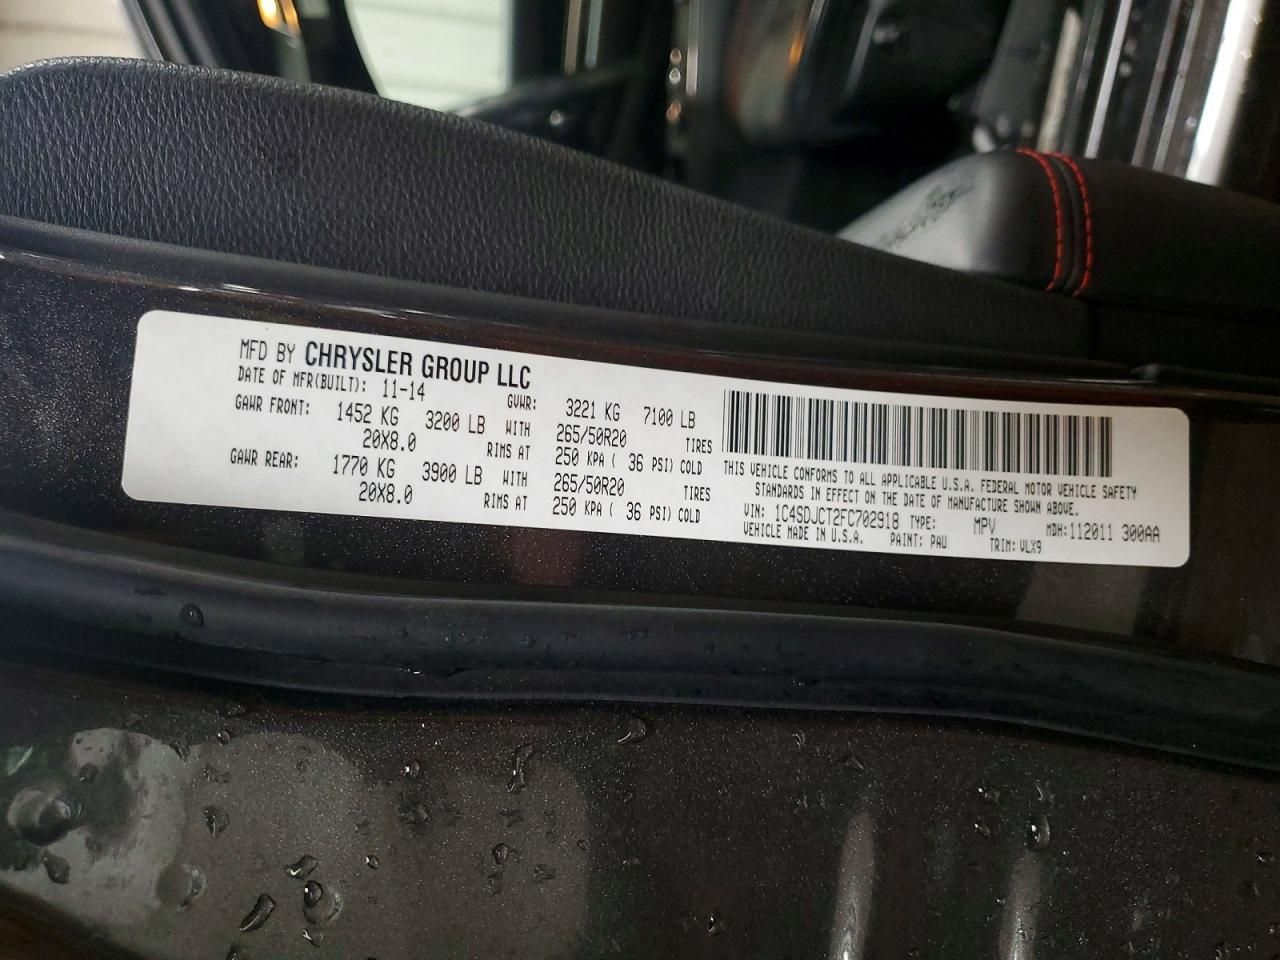 MFD BY CHRYSLER GROUP LLC
DATE OF MFR(BUILT): 11-14 GVWR: 3221 KG 7100 LB
GAWR FRONT: 1452 KG 3200 LB WITH 265/50R20 TIRES
20X8.0 RIMS AT 250 KPA ( 36 PSI) COLD
GAWR REAR: 1770 KG 3900 LB WITH 265/50R20 TIRES
20X8.0 RIMS AT 250 KPA ( 36 PSI) COLD
THIS VEHICLE CONFORMS TO ALL APPLICABLE U.S.A. FEDERAL MOTOR VEHICLE SAFETY
STANDARDS IN EFFECT ON THE DATE OF MANUFACTURE SHOWN ABOVE.
VIN: 1C4SDJCT2FC702918 TYPE: MPV MDH:112011 300AA
VEHICLE MADE IN U.S.A. PAINT: PAU TRIM: VLX9